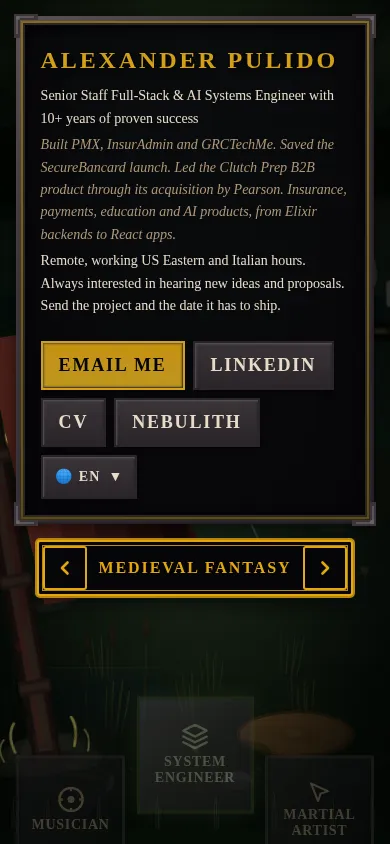 ALEXANDER PULIDO
Senior Staff Full-Stack & AI Systems Engineer with
10+ years of proven success
Built PMX, InsurAdmin and GRCTechMe. Saved the
SecureBancard launch. Led the Clutch Prep B2B
product through its acquisition by Pearson. Insurance,
payments, education and AI products, from Elixir
backends to React apps.
Remote, working US Eastern and Italian hours.
Always interested in hearing new ideas and proposals.
Send the project and the date it has to ship.
EMAIL ME
LINKEDIN
CV
NEBULITH
EN ▼
MEDIEVAL FANTASY
SYSTEM
ENGINEER
MUSICIAN
MARTIAL
ARTIST